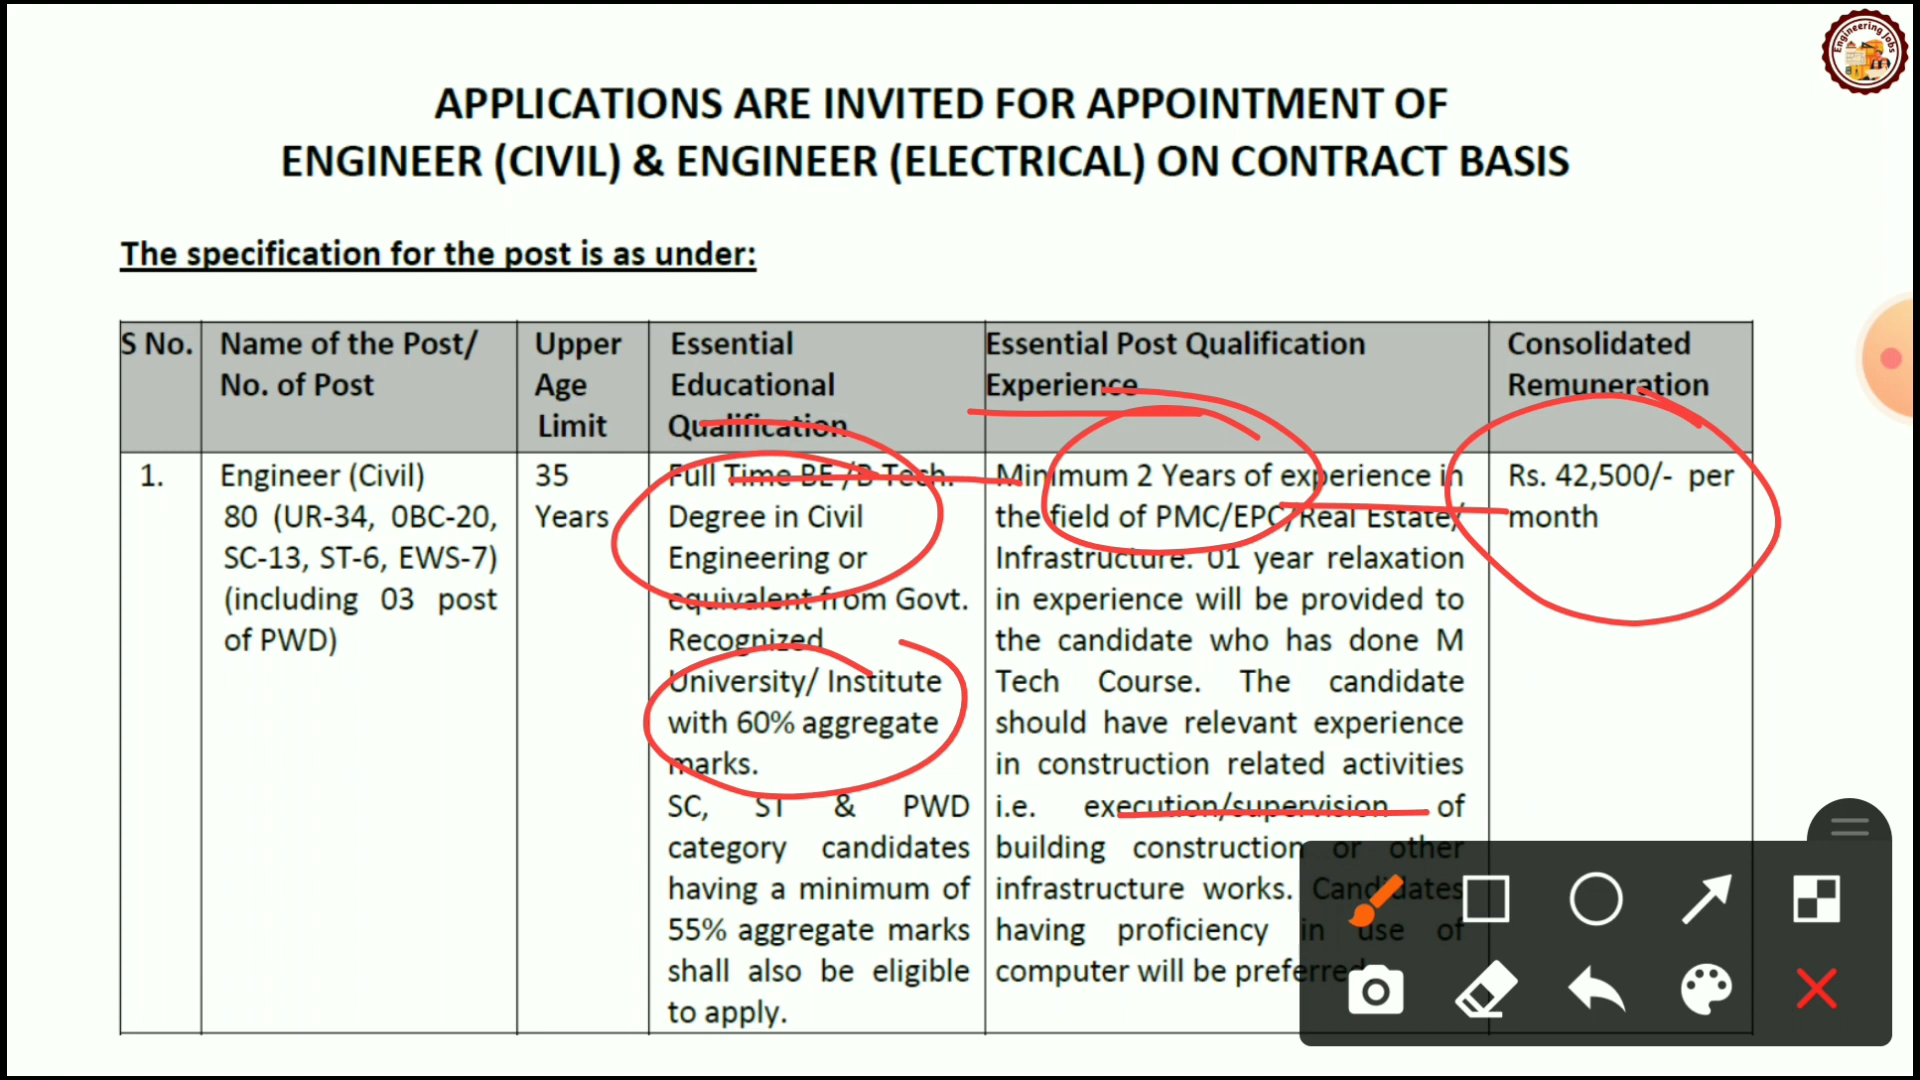 Engineering Jobs
APPLICATIONS ARE INVITED FOR APPOINTMENT OF
ENGINEER (CIVIL) & ENGINEER (ELECTRICAL) ON CONTRACT BASIS
The specification for the post is as under:
S No.
Name of the Post/
No. of Post
Upper
Age
Limit
Essential
Educational
Qualification
Essential Post Qualification
Experience
Consolidated
Remuneration
1.
Engineer (Civil)
80 (UR-34, OBC-20,
SC-13, ST-6, EWS-7)
(including 03 post
of PWD)
35
Years
Full Time BE /B Tech.
Degree in Civil
Engineering or
equivalent from Govt.
Recognized
University/ Institute
with 60% aggregate
marks.
SC, ST & PWD
category candidates
having a minimum of
55% aggregate marks
shall also be eligible
to apply.
Minimum 2 Years of experience in
the field of PMC/EPC/Real Estate/
Infrastructure. 01 year relaxation
in experience will be provided to
the candidate who has done M
Tech Course. The candidate
should have relevant experience
in construction related activities
i.e. execution/supervision of
building construction or other
infrastructure works. Candidates
having proficiency in use of
computer will be preferred
Rs. 42,500/- per
month